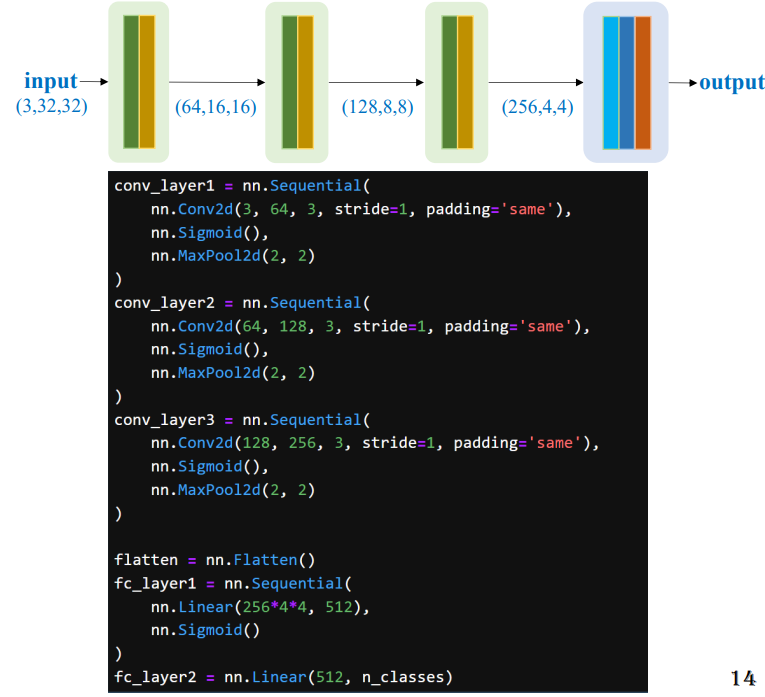 input
output
(3,32,32)
(64,16,16)
(128,8,8)
(256,4,4)
conv_layer1 = nn.Sequential(
    nn.Conv2d(3, 64, 3, stride=1, padding='same'),
    nn.Sigmoid(),
    nn.MaxPool2d(2, 2)
)
conv_layer2 = nn.Sequential(
    nn.Conv2d(64, 128, 3, stride=1, padding='same'),
    nn.Sigmoid(),
    nn.MaxPool2d(2, 2)
)
conv_layer3 = nn.Sequential(
    nn.Conv2d(128, 256, 3, stride=1, padding='same'),
    nn.Sigmoid(),
    nn.MaxPool2d(2, 2)
)

flatten = nn.Flatten()
fc_layer1 = nn.Sequential(
    nn.Linear(256*4*4, 512),
    nn.Sigmoid()
)
fc_layer2 = nn.Linear(512, n_classes)
14